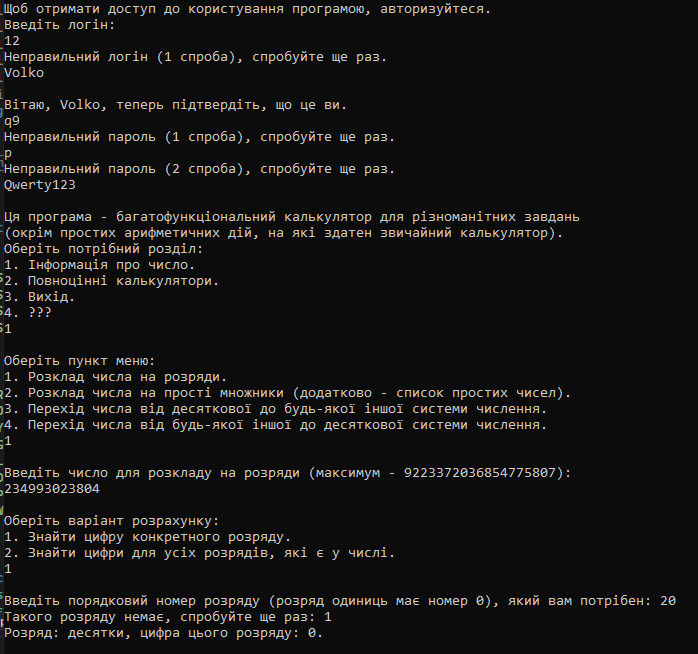 Щоб отримати доступ до користування програмою, авторизуйтеся.
Введіть логін:
12
Неправильний логін (1 спроба), спробуйте ще раз.
Volko
Вітаю, Volko, теперь підтвердіть, що це ви.
q9
Неправильний пароль (1 спроба), спробуйте ще раз.
p
Неправильний пароль (2 спроба), спробуйте ще раз.
Qwerty123
Ця програма - багатофункціональний калькулятор для різноманітних завдань
(окрім простих арифметичних дій, на які здатен звичайний калькулятор).
Оберіть потрібний розділ:
1. Інформація про число.
2. Повноцінні калькулятори.
3. Вихід.
4. ???
1
Оберіть пункт меню:
1. Розклад числа на розряди.
2. Розклад числа на прості множники (додатково - список простих чисел).
3. Перехід числа від десяткової до будь-якої іншої системи числення.
4. Перехід числа від будь-якої іншої до десяткової системи числення.
1
Введіть число для розкладу на розряди (максимум - 9223372036854775807):
234993023804
Оберіть варіант розрахунку:
1. Знайти цифру конкретного розряду.
2. Знайти цифри для усіх розрядів, які є у числі.
1
Введіть порядковий номер розряду (розряд одиниць має номер 0), який вам потрібен: 20
Такого розряду немає, спробуйте ще раз: 1
Розряд: десятки, цифра цього розряду: 0.